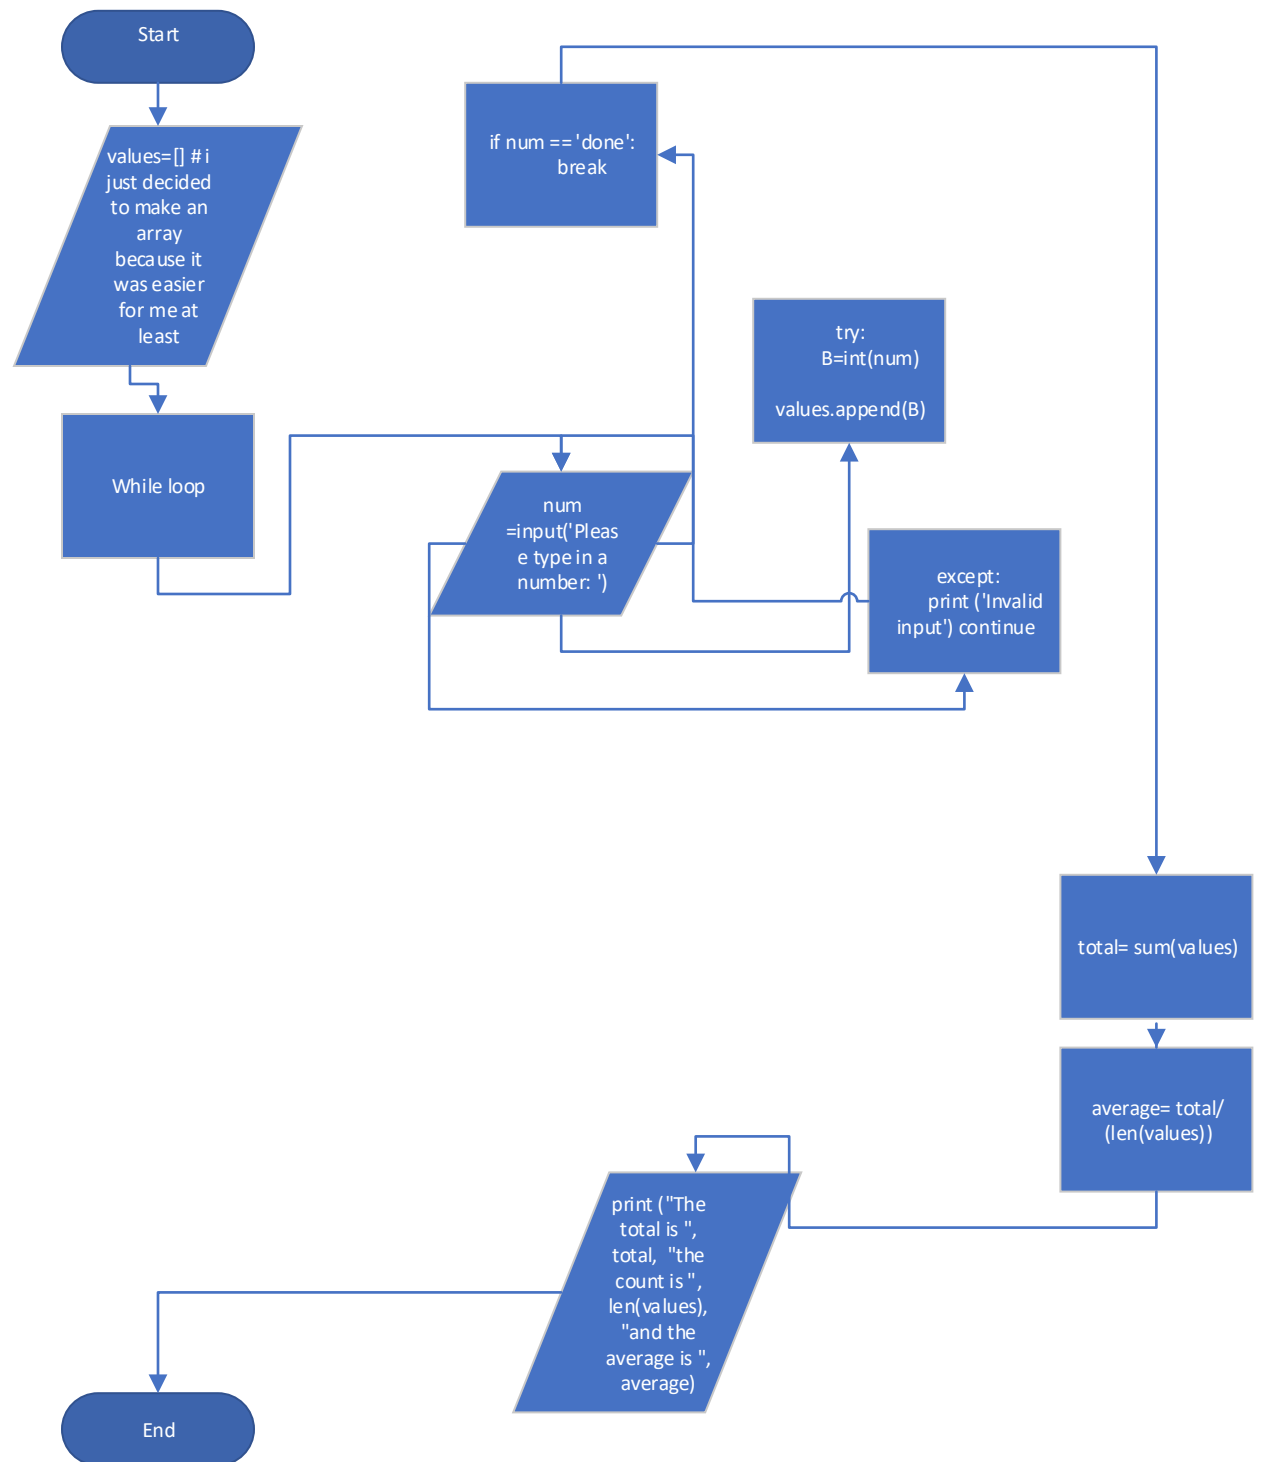 Start
values=[] # i
just decided
to make an
array
because it
was easier
for me at
least
While loop
if num == 'done':
break
num
=input('Pleas
e type in a
number: ')
try:
B=int(num)
values.append(B)
except:
print ('Invalid
input') continue
total= sum(values)
average= total/
(len(values))
print ("The
total is ",
total,  "the
count is ",
len(values),
"and the
average is ",
average)
End